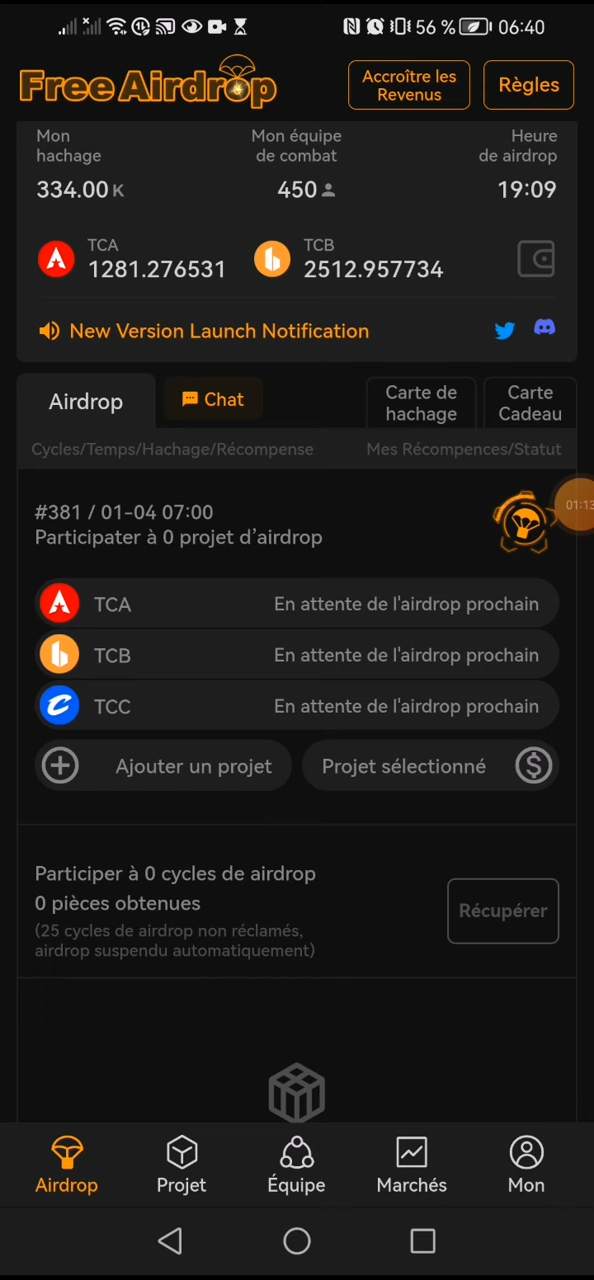 56 % 06:40
Free Airdrop
Accroître les
Revenus
Règles
Mon
hachage
Mon équipe
de combat
Heure
de airdrop
334.00 K
450
19:09
TCA
1281.276531
TCB
2512.957734
New Version Launch Notification
Airdrop
Chat
Carte de
hachage
Carte
Cadeau
Cycles/Temps/Hachage/Récompense
Mes Récompences/Statut
#381 / 01-04 07:00
Participater à 0 projet d’airdrop
01:13
TCA
En attente de l'airdrop prochain
TCB
En attente de l'airdrop prochain
TCC
En attente de l'airdrop prochain
Ajouter un projet
Projet sélectionné
Participer à 0 cycles de airdrop
0 pièces obtenues
(25 cycles de airdrop non réclamés,
airdrop suspendu automatiquement)
Récupérer
Airdrop
Projet
Équipe
Marchés
Mon